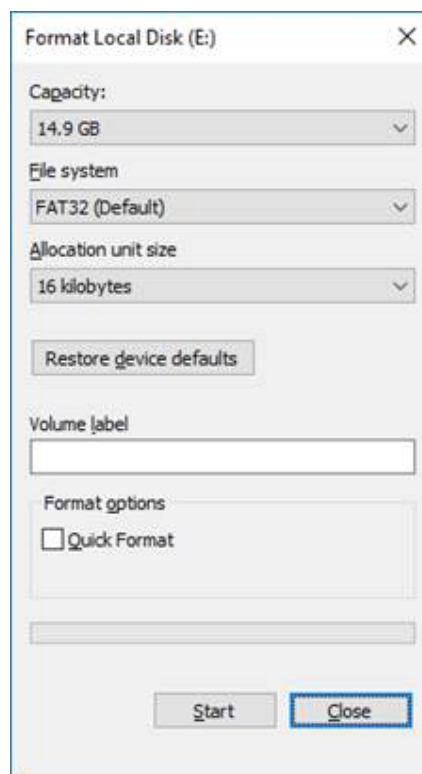 Format Local Disk (E:)
Capacity:
14.9 GB
File system
FAT32 (Default)
Allocation unit size
16 kilobytes
Restore device defaults
Volume label
Format options
Quick Format
Start
Close